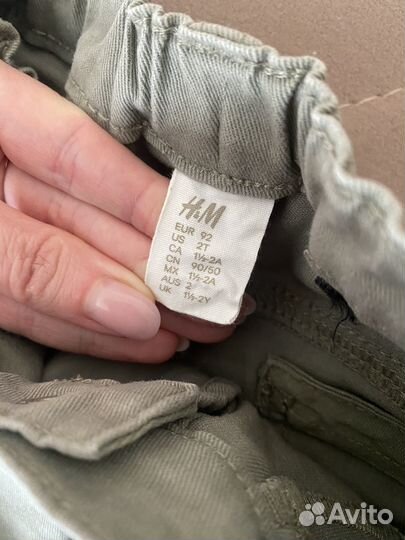 H&M
EUR 92
US 2T
CA 1½-2A
CN 90/50
MX 1½-2A
AUS 2
UK 1½-2Y
Avito